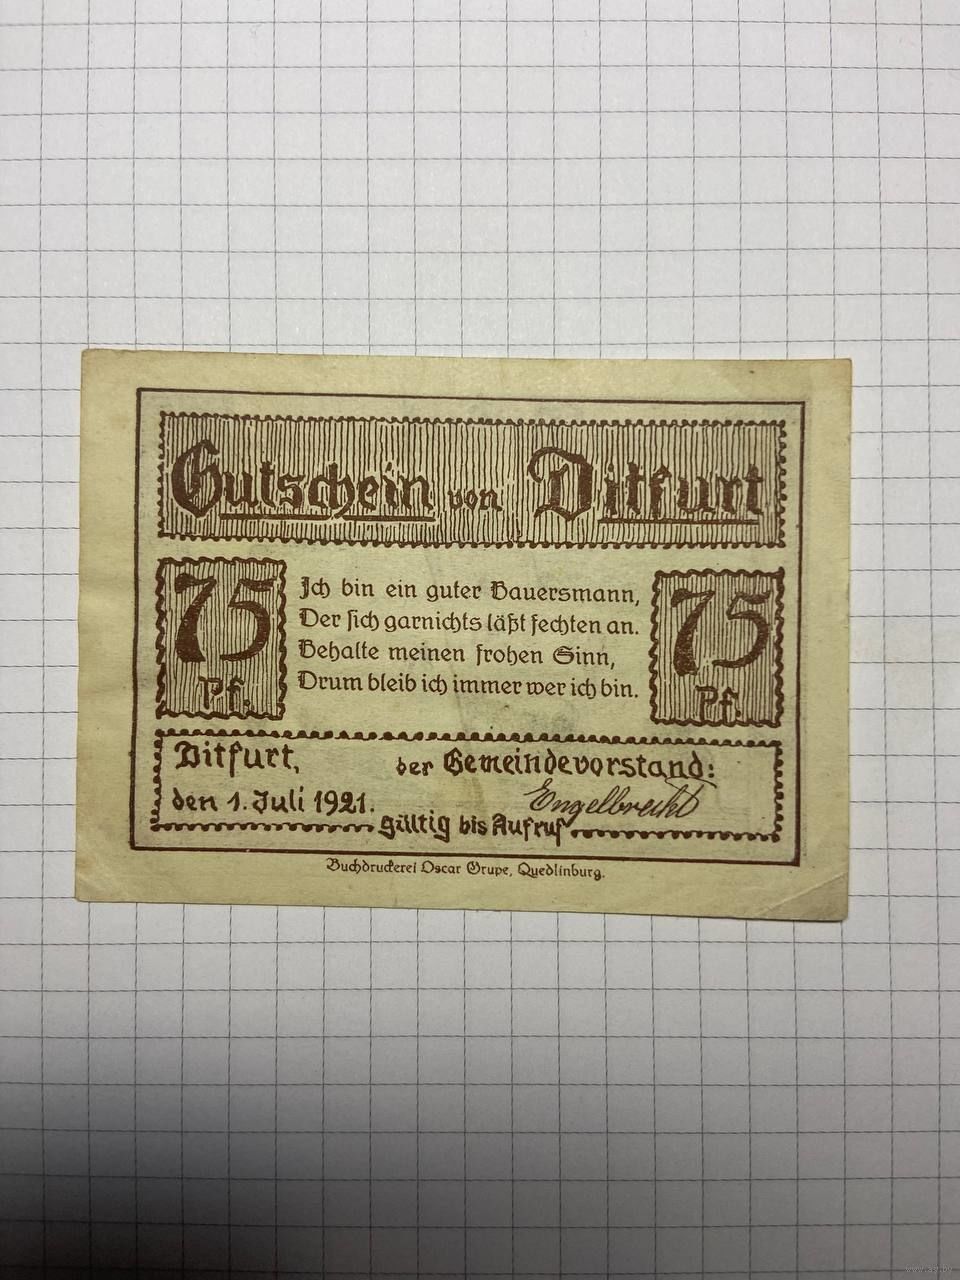 Gutschein von Ditfurt
75 Pf.
Ich bin ein guter Bauersmann,
Der sich garnichts läßt fechten an.
Behalte meinen frohen Sinn,
Drum bleib ich immer wer ich bin.
75 Pf.
Ditfurt, der Gemeindevorstand:
den 1. Juli 1921. Engelbrecht
gültig bis Aufruf
Buchdruckerei Oscar Grupe, Quedlinburg.